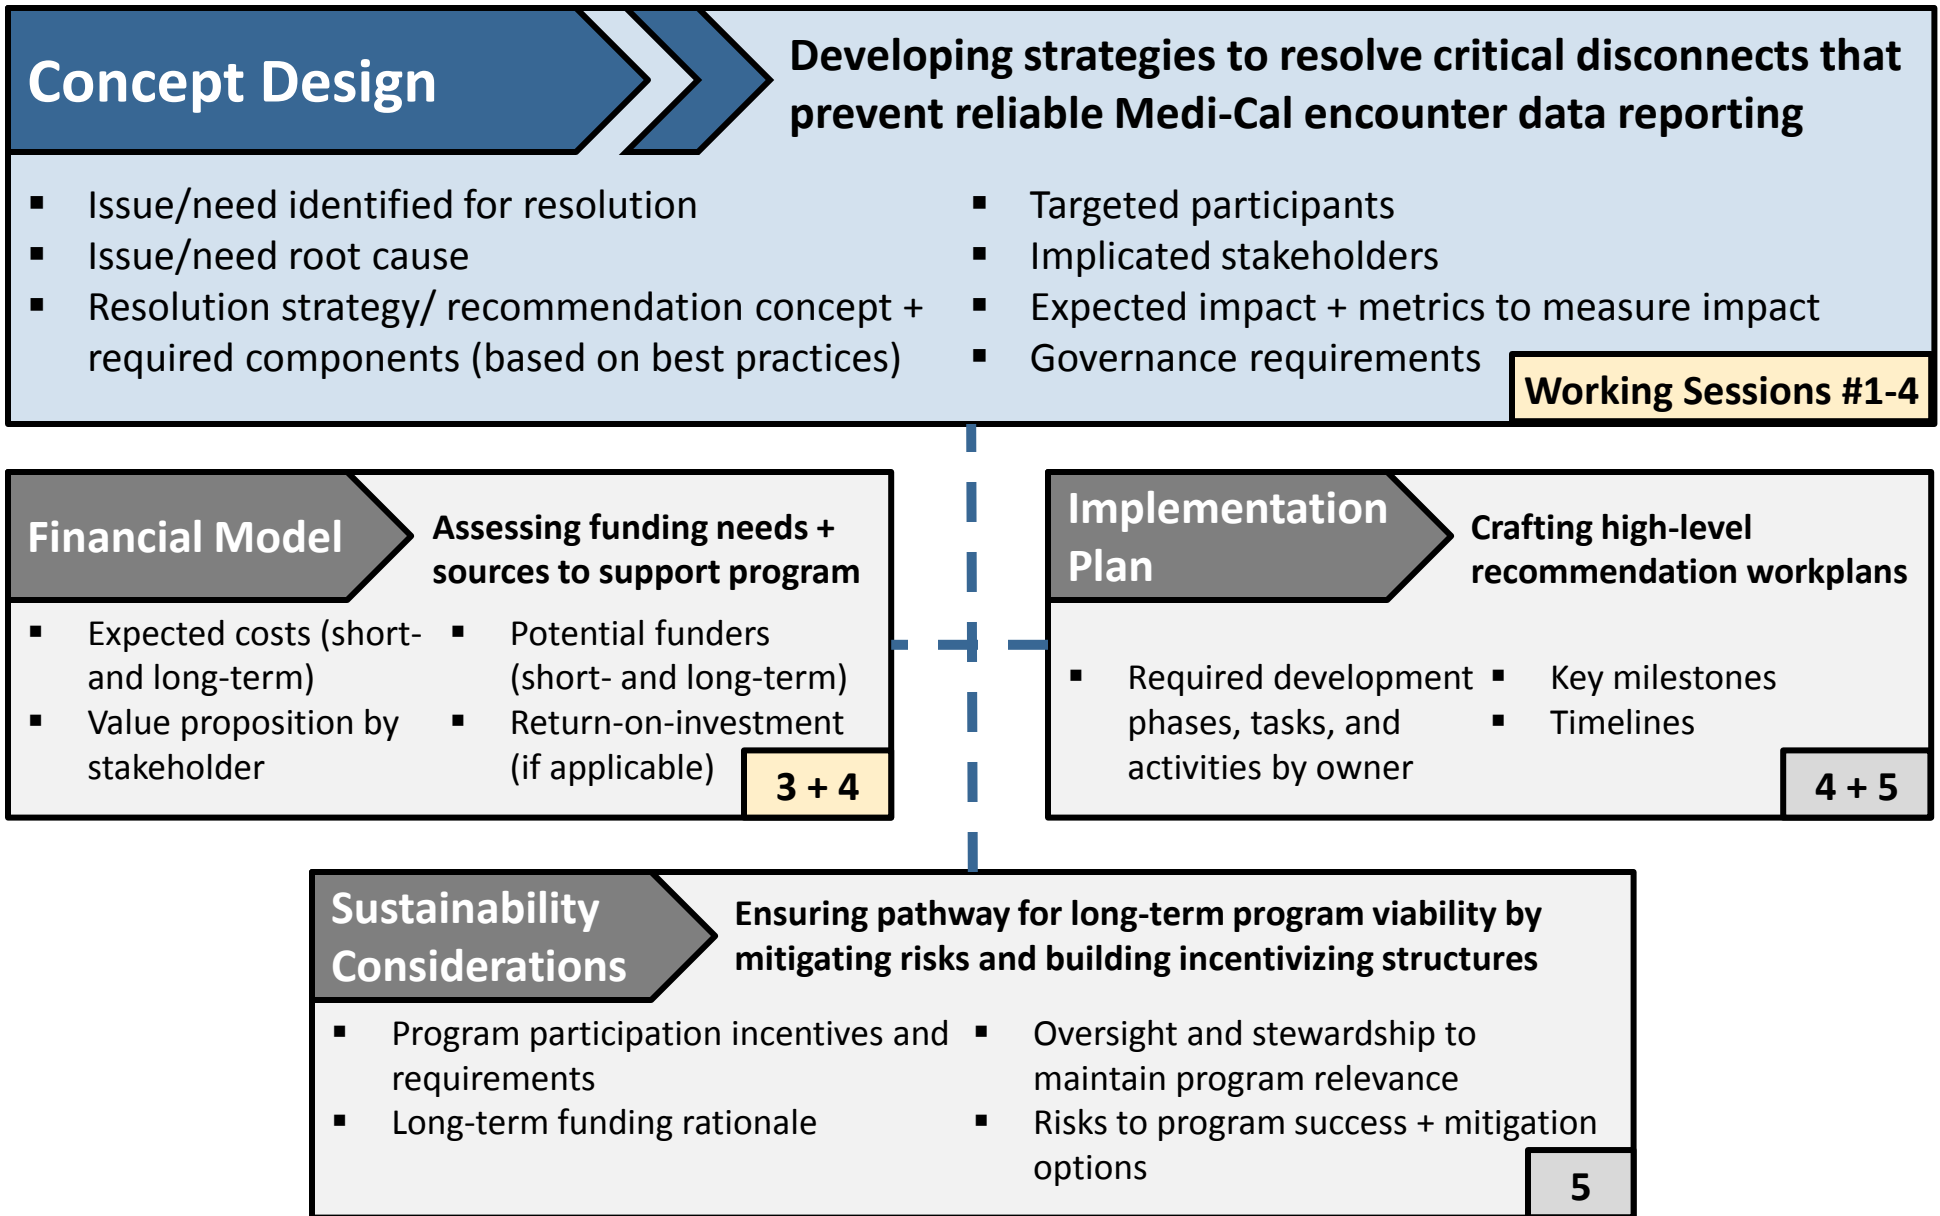 Concept Design
Developing strategies to resolve critical disconnects that
prevent reliable Medi-Cal encounter data reporting
▪ Issue/need identified for resolution
▪ Issue/need root cause
▪ Resolution strategy/ recommendation concept +
required components (based on best practices)
▪ Targeted participants
▪ Implicated stakeholders
▪ Expected impact + metrics to measure impact
▪ Governance requirements
Working Sessions #1-4
Financial Model
Assessing funding needs +
sources to support program
▪ Expected costs (short-
and long-term)
▪ Value proposition by
stakeholder
▪ Potential funders
(short- and long-term)
▪ Return-on-investment
(if applicable)
3 + 4
Implementation
Plan
Crafting high-level
recommendation workplans
▪ Required development
phases, tasks, and
activities by owner
▪ Key milestones
▪ Timelines
4 + 5
Sustainability
Considerations
Ensuring pathway for long-term program viability by
mitigating risks and building incentivizing structures
▪ Program participation incentives and
requirements
▪ Long-term funding rationale
▪ Oversight and stewardship to
maintain program relevance
▪ Risks to program success + mitigation
options
5